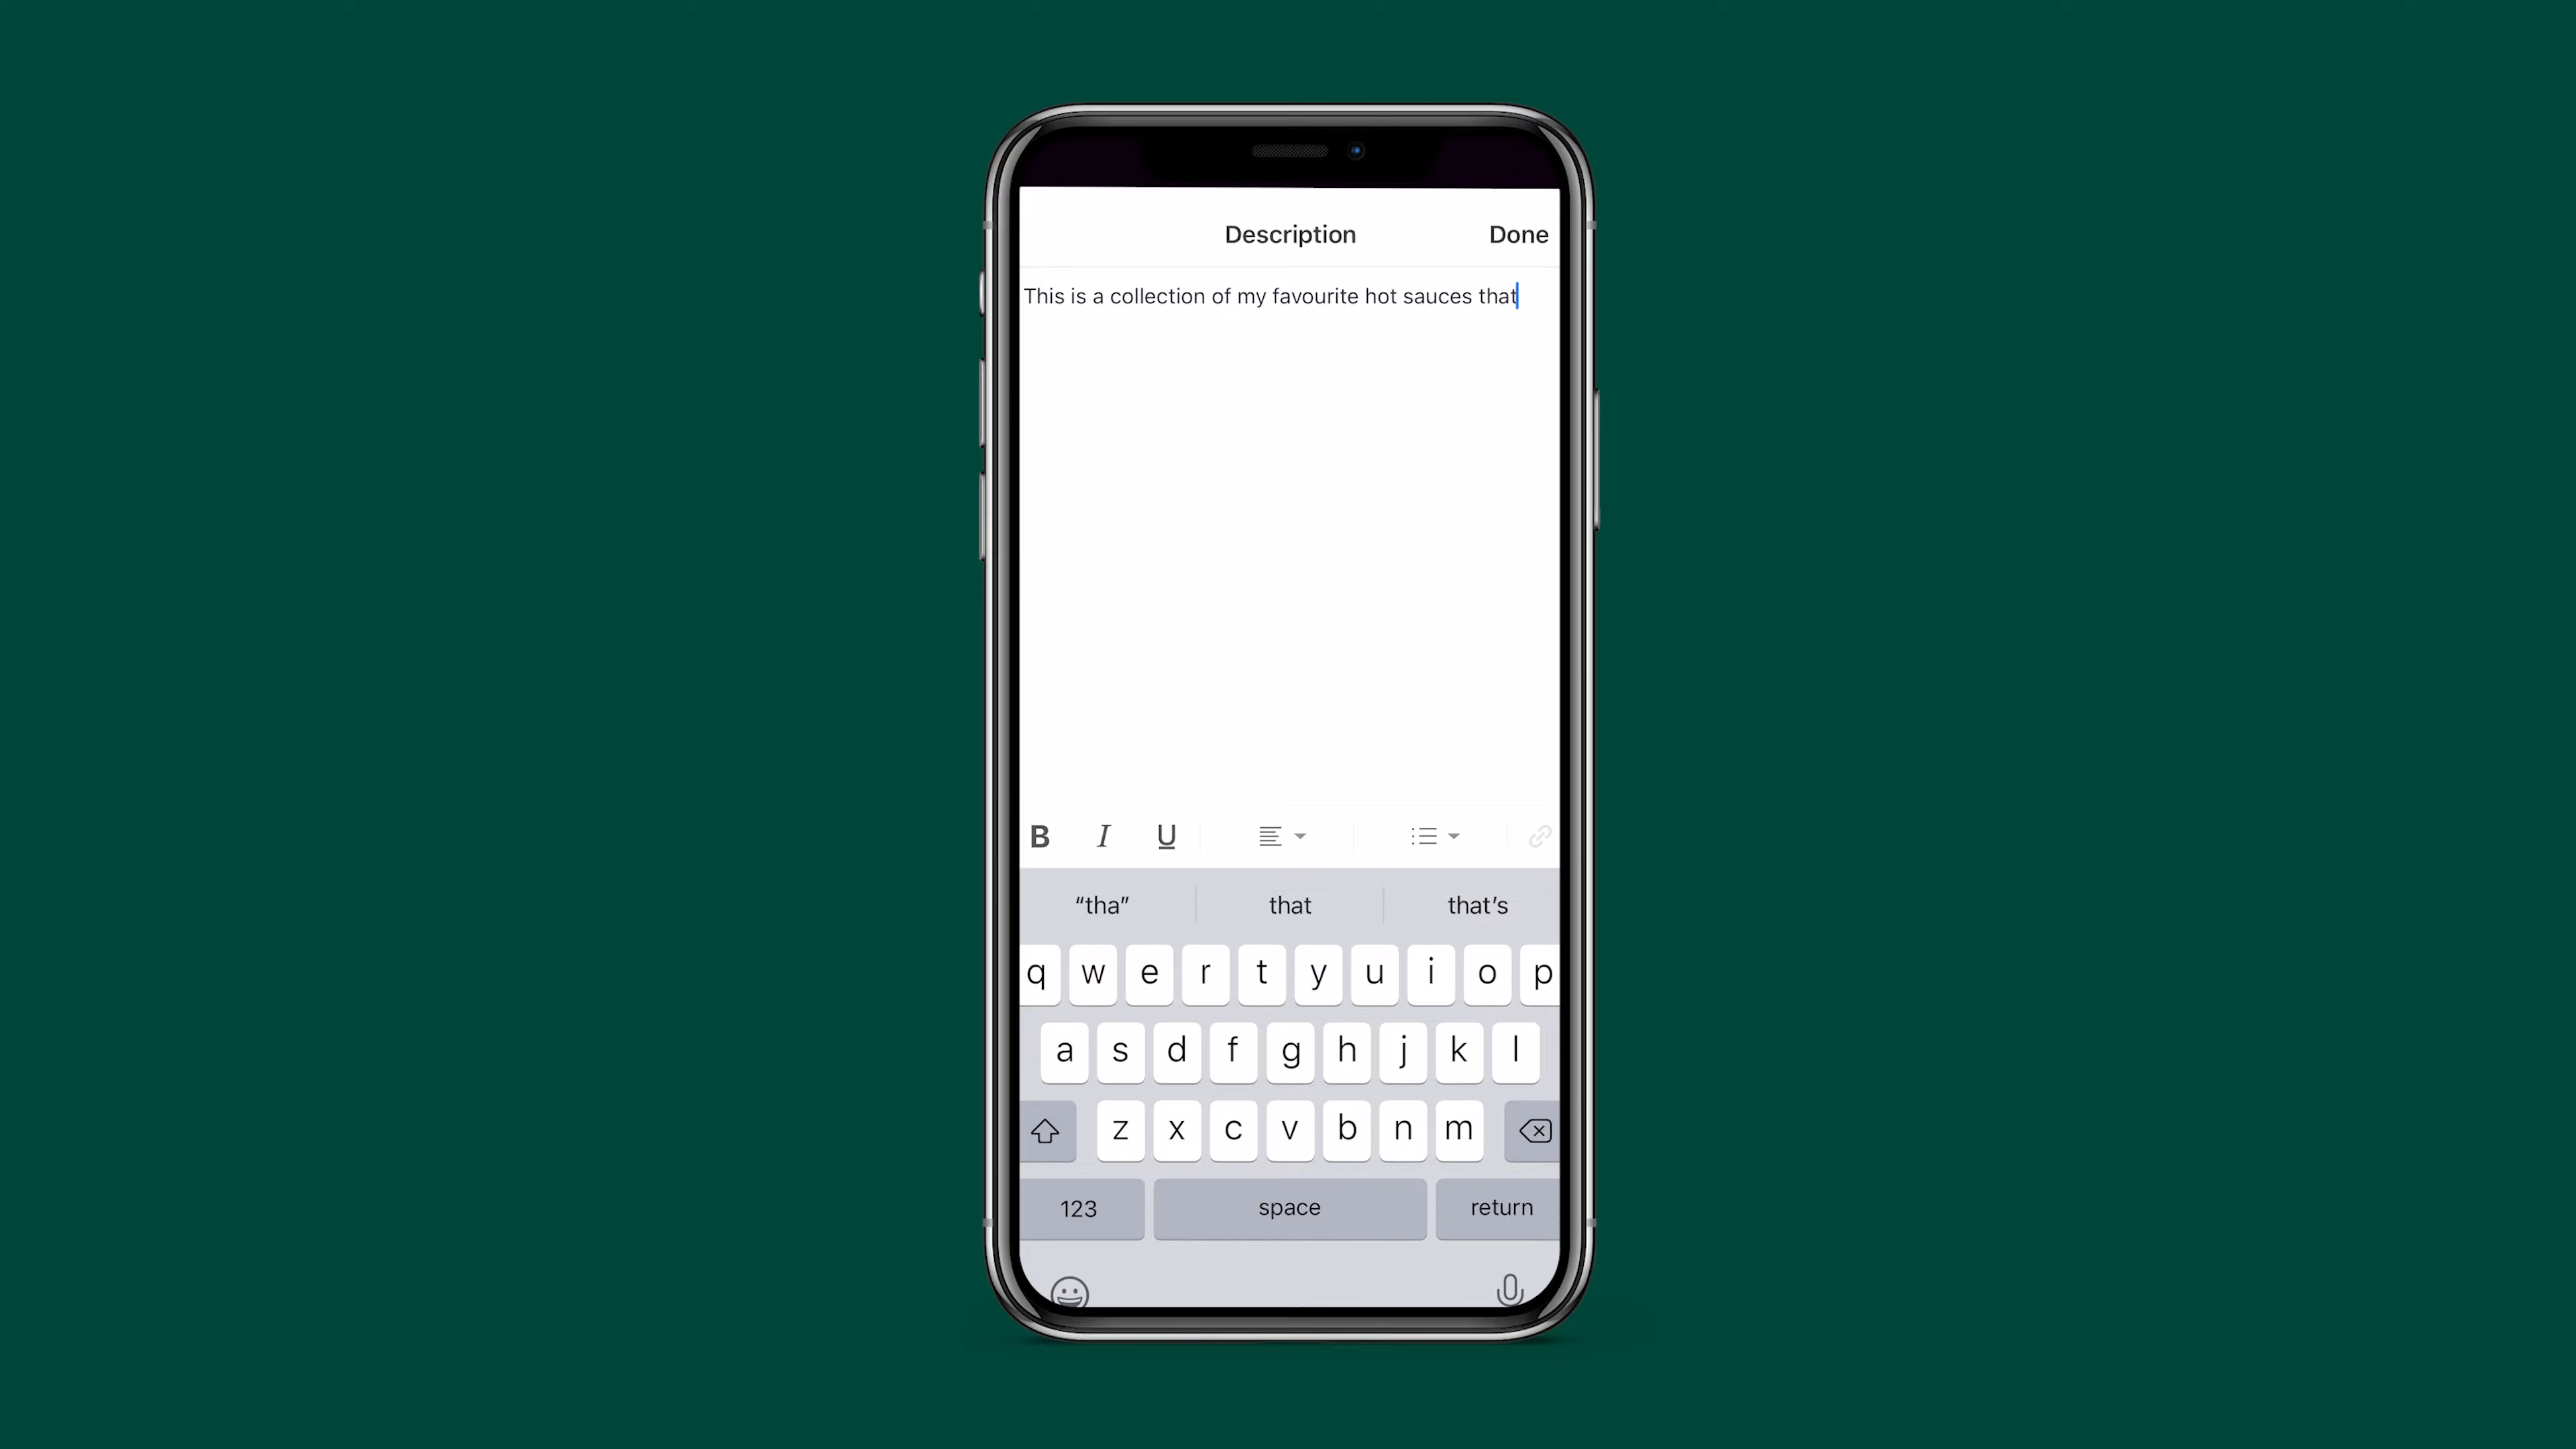 Description Done
This is a collection of my favourite hot sauces that
B I U
“tha” that that’s
q w e r t y u i o p
a s d f g h j k l
z x c v b n m
123 space return